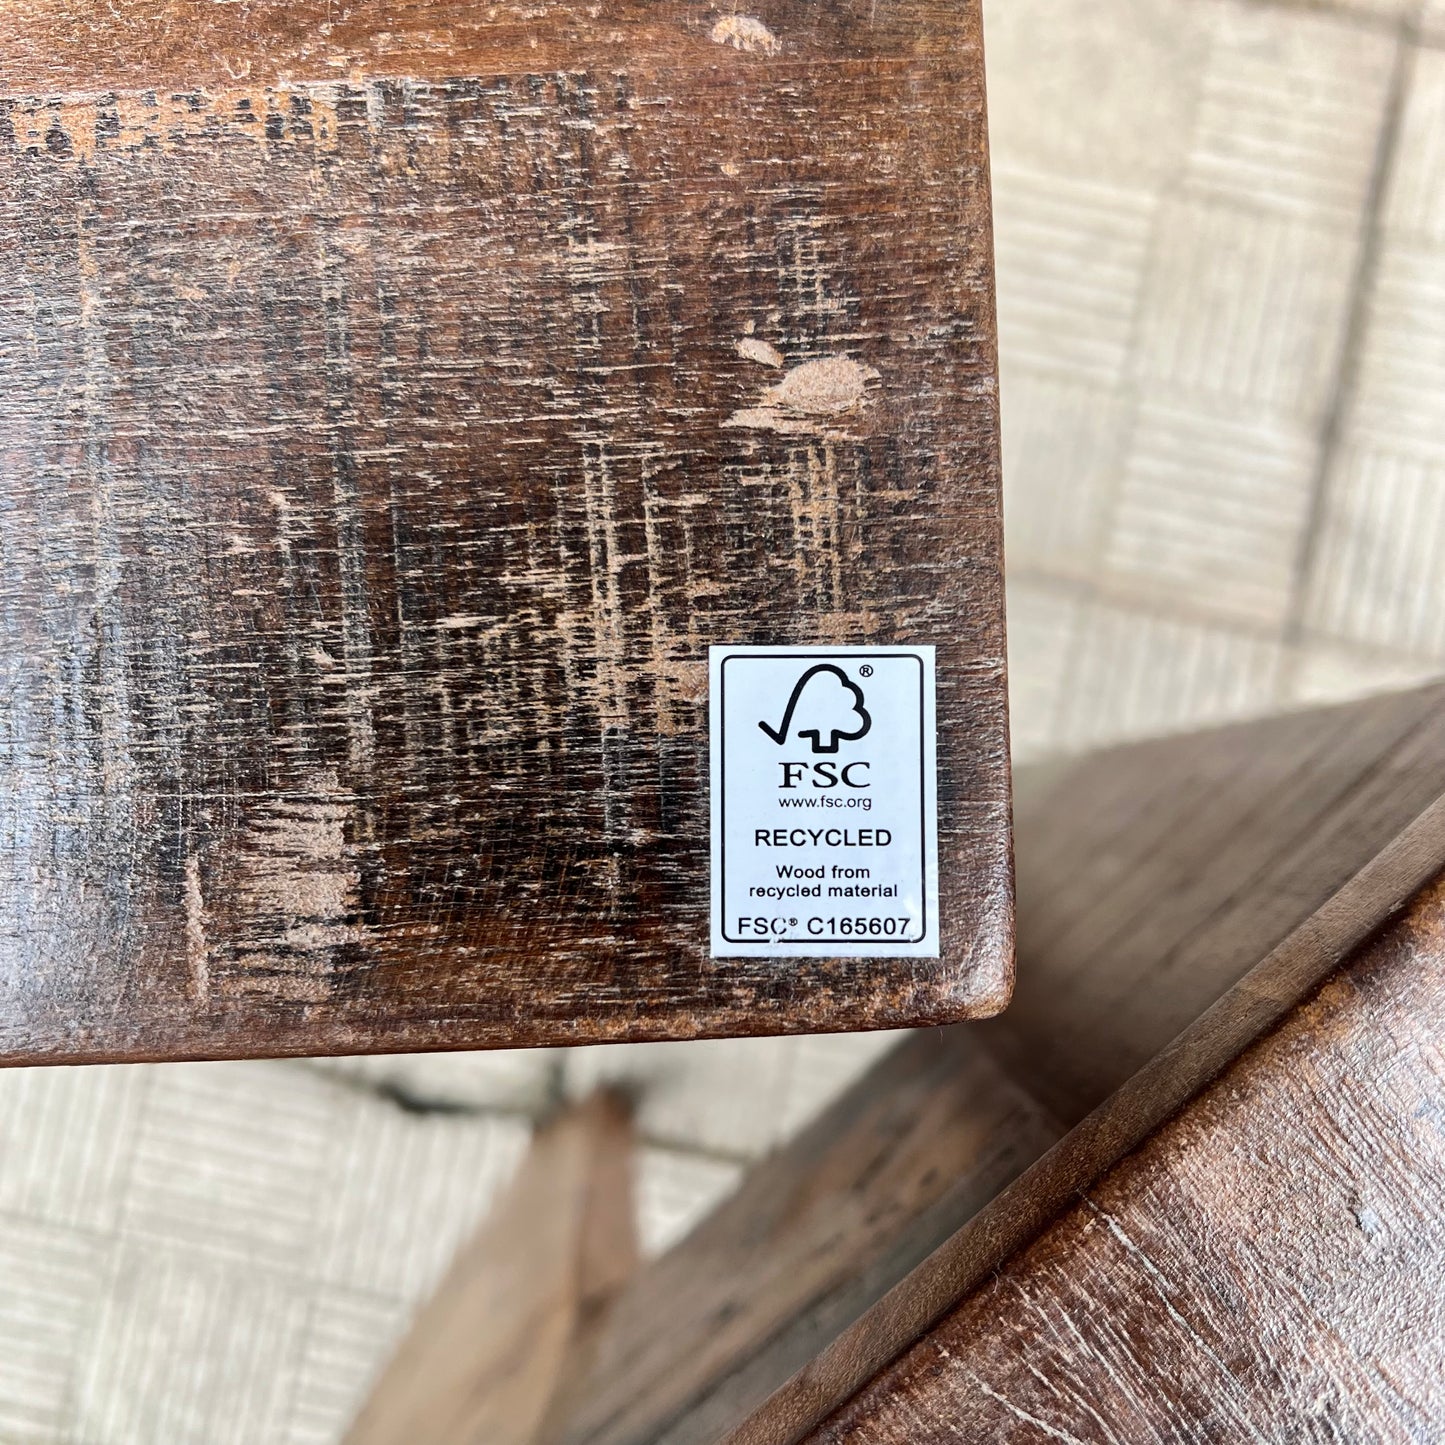 ®
FSC
www.fsc.org
RECYCLED
Wood from
recycled material
FSC® C165607